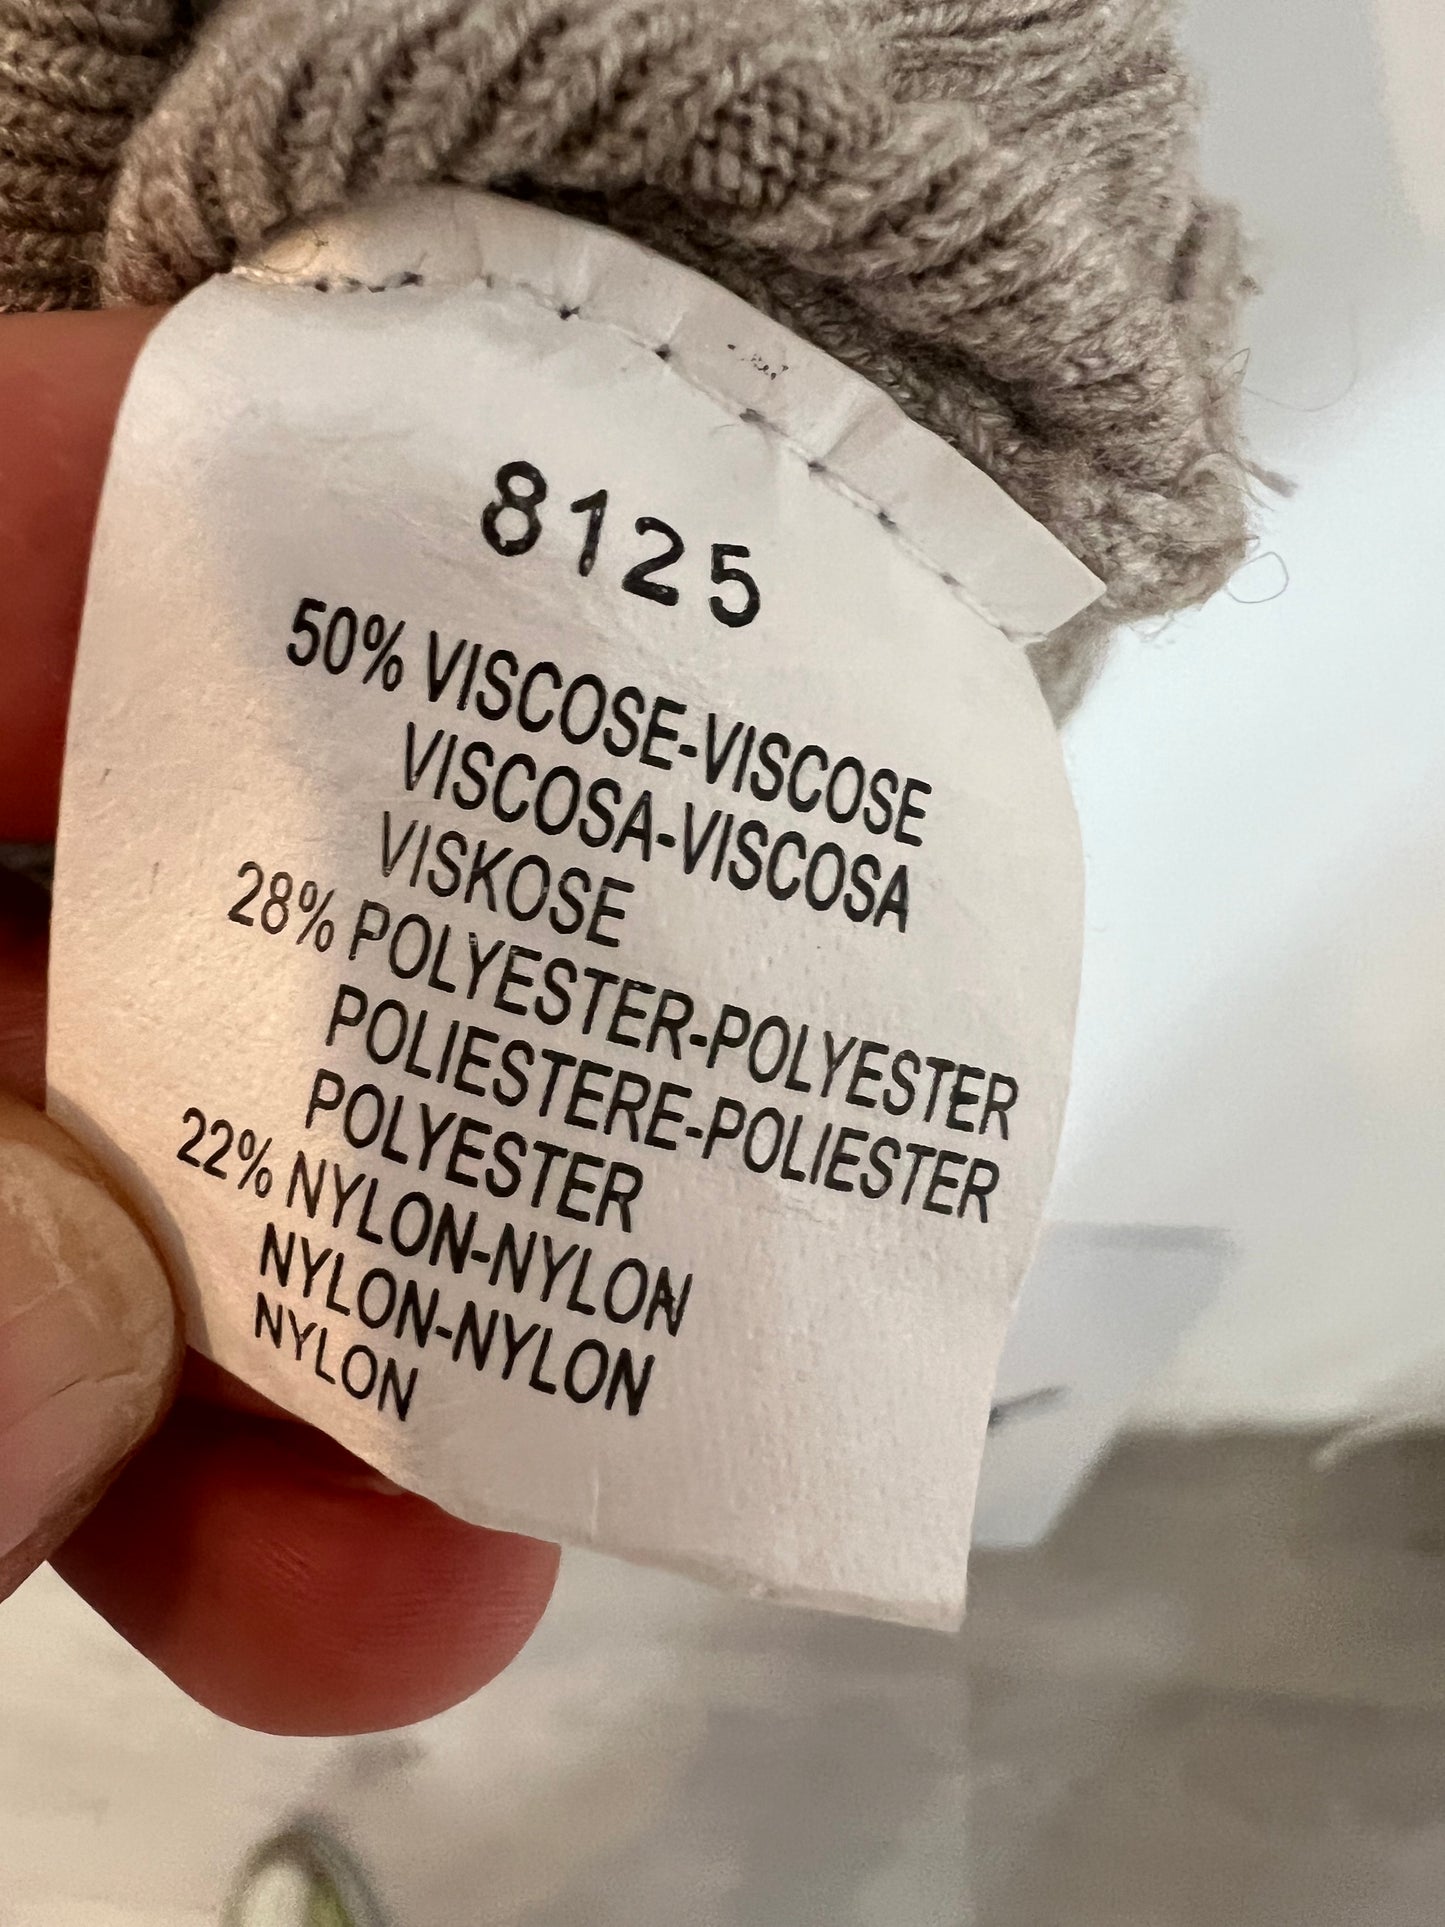 8125
50% VISCOSE-VISCOSE
VISCOSA-VISCOSA
VISKOSE
28% POLYESTER-POLYESTER
POLIESTERE-POLIESTER
POLYESTER
22% NYLON-NYLON
NYLON-NYLON
NYLON